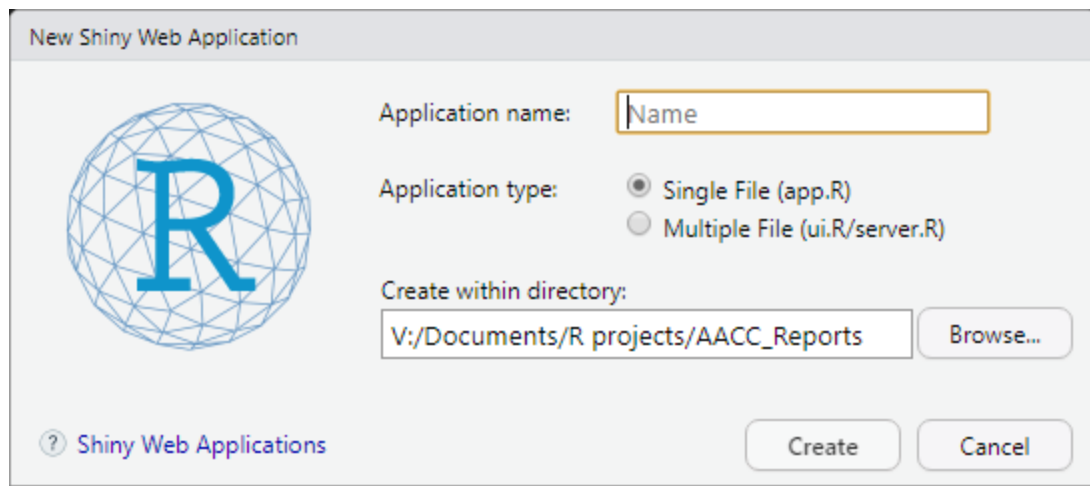 New Shiny Web Application
Application name: Name
Application type: Single File (app.R)
Multiple File (ui.R/server.R)
Create within directory:
V:/Documents/R projects/AACC_Reports Browse...
R
? Shiny Web Applications Create Cancel